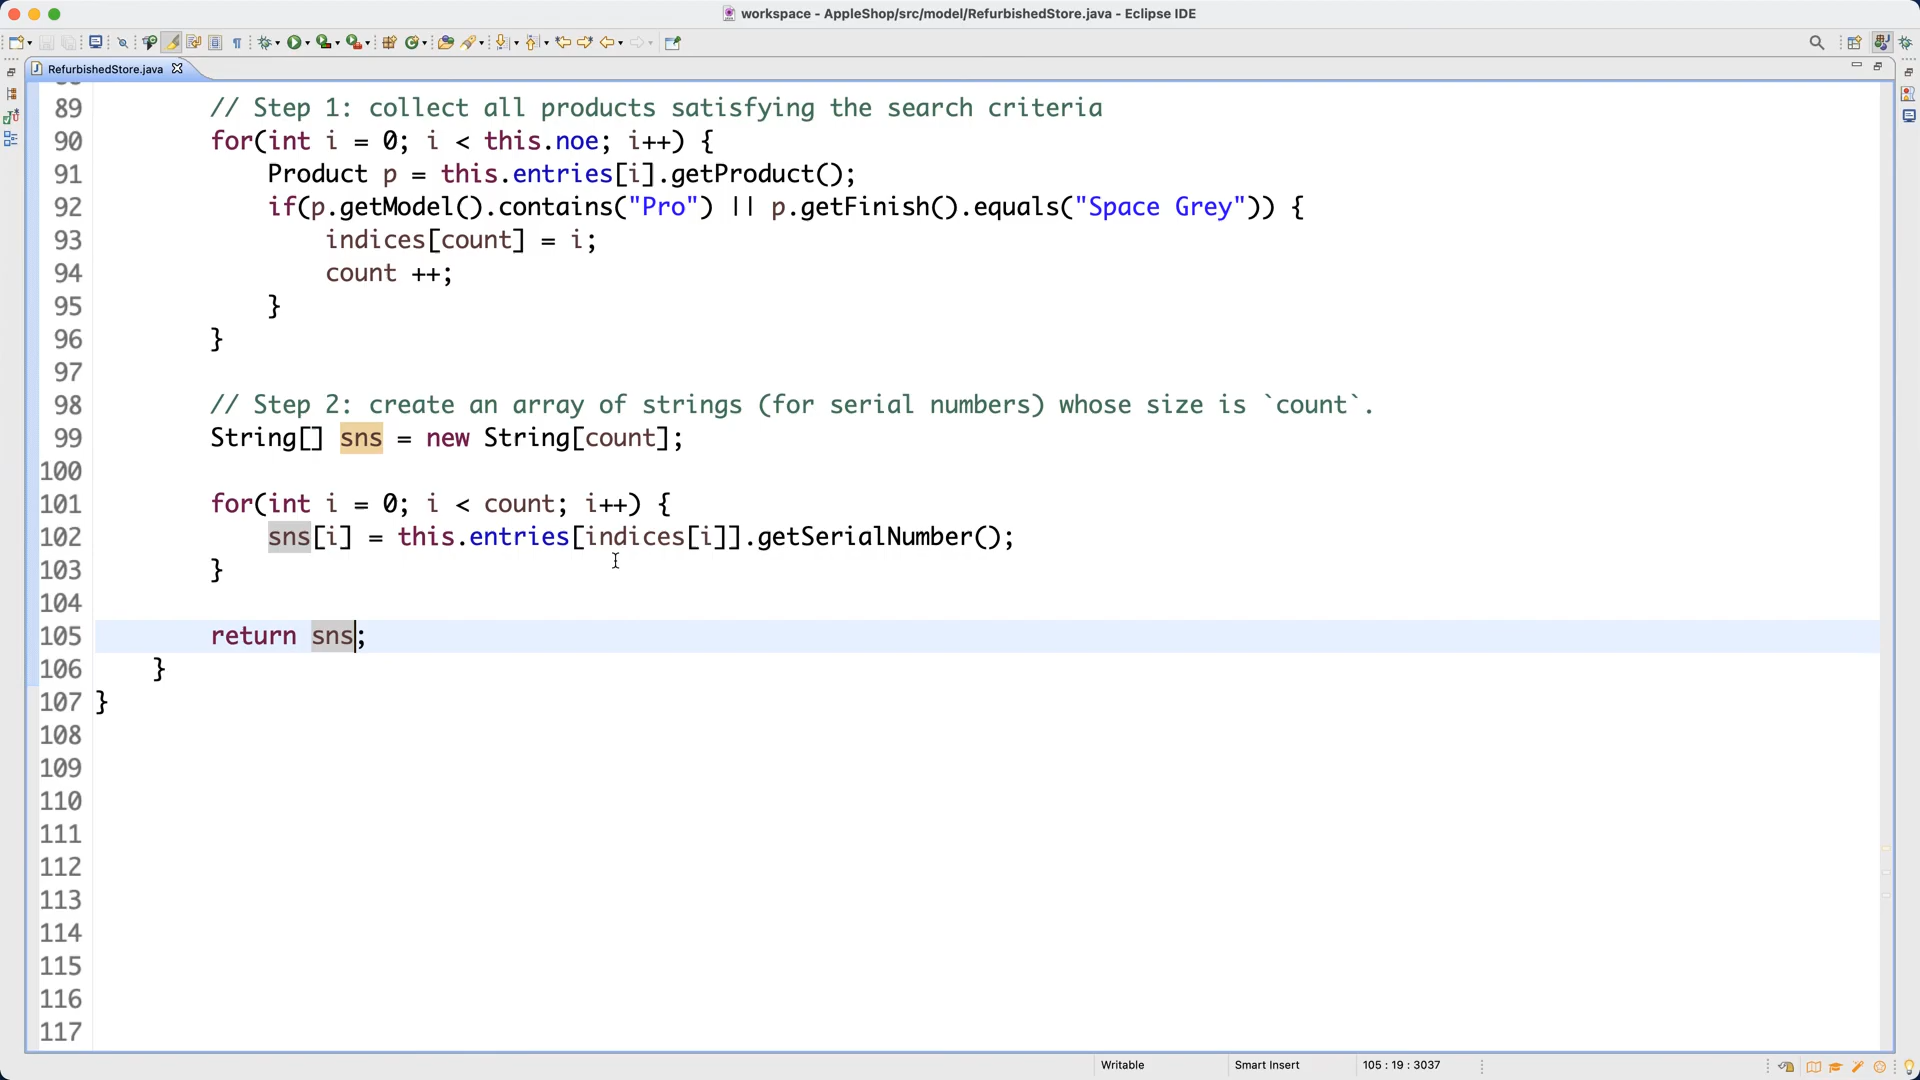 workspace - AppleShop/src/model/RefurbishedStore.java - Eclipse IDE
RefurbishedStore.java
89 // Step 1: collect all products satisfying the search criteria
90 for(int i = 0; i < this.noe; i++) {
91 Product p = this.entries[i].getProduct();
92 if(p.getModel().contains("Pro") || p.getFinish().equals("Space Grey")) {
93 indices[count] = i;
94 count ++;
95 }
96 }
97
98 // Step 2: create an array of strings (for serial numbers) whose size is `count`.
99 String[] sns = new String[count];
100
101 for(int i = 0; i < count; i++) {
102 sns[i] = this.entries[indices[i]].getSerialNumber();
103 }
104
105 return sns;
106 }
107 }
108
109
110
111
112
113
114
115
116
117
Writable Smart Insert 105 : 19 : 3037